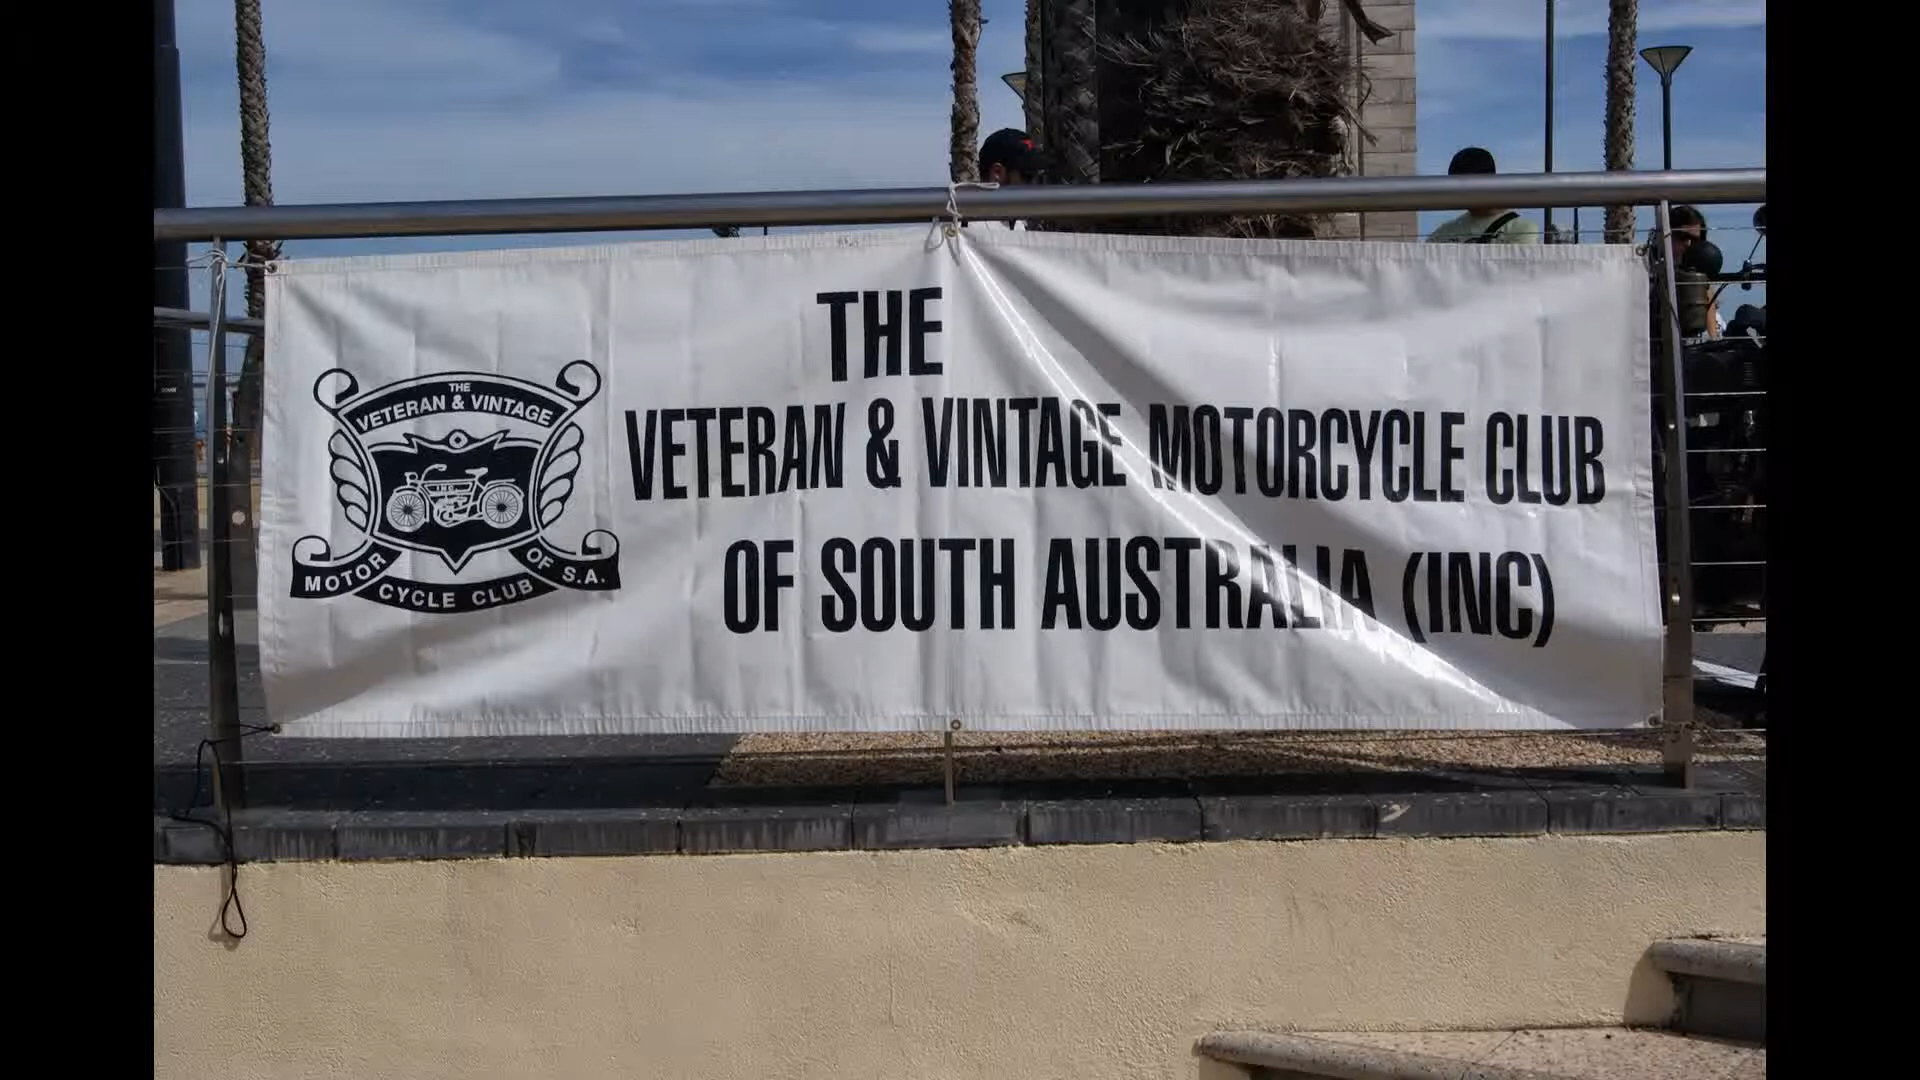 THE
VETERAN & VINTAGE MOTORCYCLE CLUB
OF SOUTH AUSTRALIA (INC)
THE
VETERAN & VINTAGE
MOTOR CYCLE CLUB OF S.A.